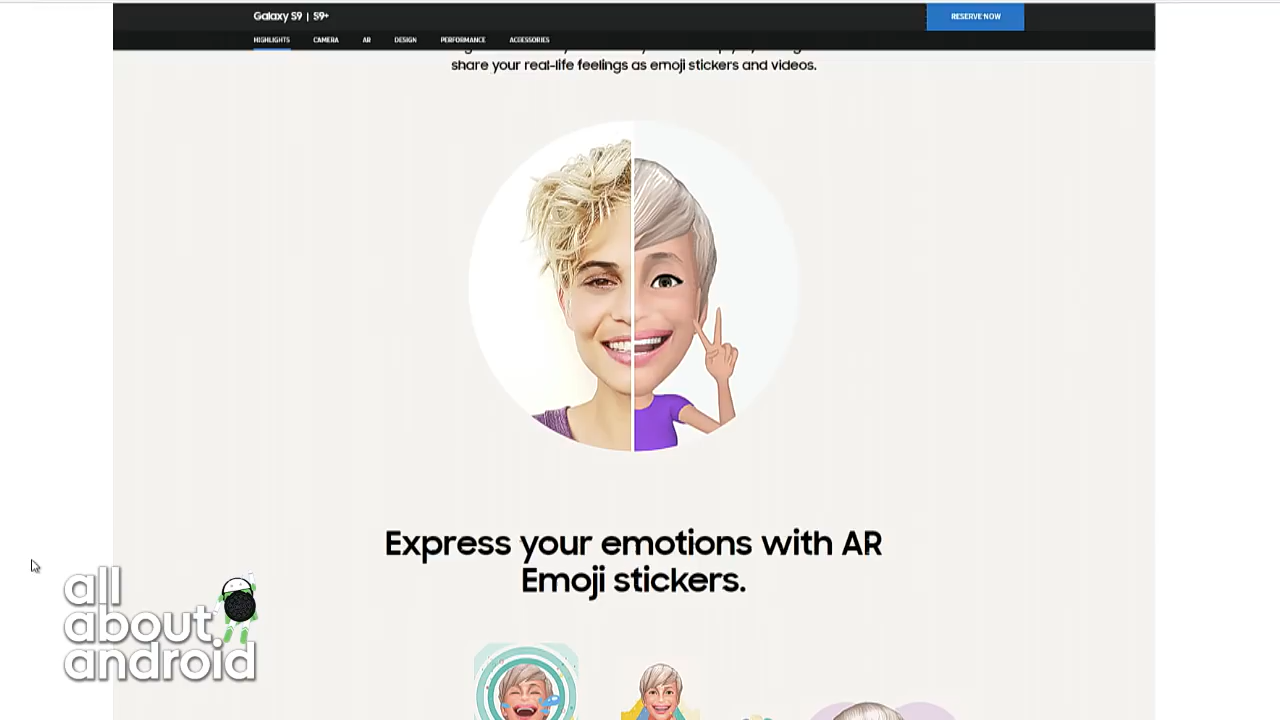 Galaxy S9 | S9+
RESERVE NOW
HIGHLIGHTS CAMERA AR DESIGN PERFORMANCE ACCESSORIES
share your real-life feelings as emoji stickers and videos.
Express your emotions with AR
Emoji stickers.
all
about
android